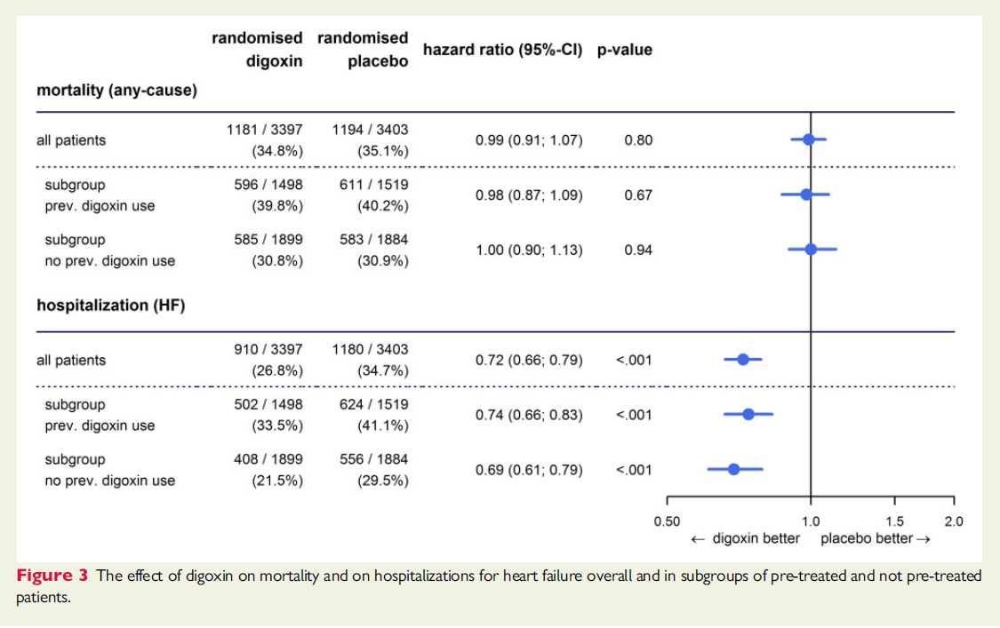 randomised randomised
digoxin placebo hazard ratio (95%-CI) p-value
mortality (any-cause)
all patients 1181 / 3397 1194 / 3403 0.99 (0.91; 1.07) 0.80
(34.8%) (35.1%)
subgroup 596 / 1498 611 / 1519 0.98 (0.87; 1.09) 0.67
prev. digoxin use (39.8%) (40.2%)
subgroup 585 / 1899 583 / 1884 1.00 (0.90; 1.13) 0.94
no prev. digoxin use (30.8%) (30.9%)
hospitalization (HF)
all patients 910 / 3397 1180 / 3403 0.72 (0.66; 0.79) <.001
(26.8%) (34.7%)
subgroup 502 / 1498 624 / 1519 0.74 (0.66; 0.83) <.001
prev. digoxin use (33.5%) (41.1%)
subgroup 408 / 1899 556 / 1884 0.69 (0.61; 0.79) <.001
no prev. digoxin use (21.5%) (29.5%)
0.50 1.0 1.5 2.0
← digoxin better placebo better →
Figure 3 The effect of digoxin on mortality and on hospitalizations for heart failure overall and in subgroups of pre-treated and not pre-treated
patients.